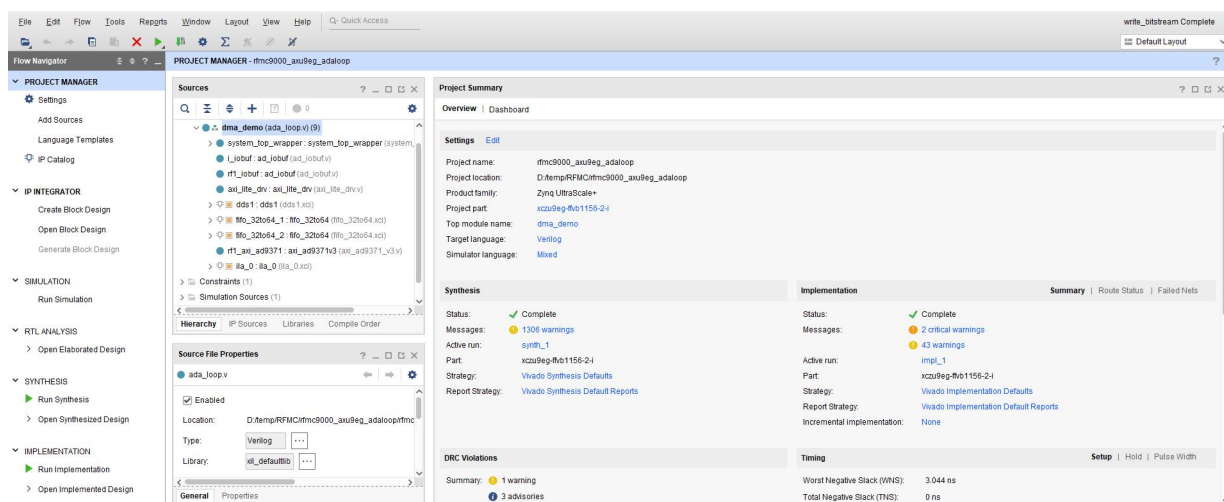 File Edit Flow Tools Reports Window Layout View Help Q- Quick Access write_bitstream Complete
Default Layout
Flow Navigator
PROJECT MANAGER
Settings
Add Sources
Language Templates
IP Catalog
IP INTEGRATOR
Create Block Design
Open Block Design
Generate Block Design
SIMULATION
Run Simulation
RTL ANALYSIS
Open Elaborated Design
SYNTHESIS
Run Synthesis
Open Synthesized Design
IMPLEMENTATION
Run Implementation
Open Implemented Design
PROJECT MANAGER - rfmc9000_axu9eg_adaloop
Sources
0
dma_demo (ada_loop.v) (9)
system_top_wrapper : system_top_wrapper (system_
i_iobuf : ad_iobuf (ad_iobuf.v)
rf1_iobuf : ad_iobuf (ad_iobuf.v)
axi_lite_drv : axi_lite_drv (axi_lite_drv.v)
dds1 : dds1 (dds1.xci)
fifo_32to64_1 : fifo_32to64 (fifo_32to64.xci)
fifo_32to64_2 : fifo_32to64 (fifo_32to64.xci)
rf1_axi_ad9371 : axi_ad9371v3 (axi_ad9371_v3.v)
ila_0 : ila_0 (ila_0.xci)
Constraints (1)
Simulation Sources (1)
Hierarchy IP Sources Libraries Compile Order
Source File Properties
ada_loop.v
Enabled
Location: D:/temp/RFMC/rfmc9000_axu9eg_adaloop/rfmc
Type: Verilog
Library: xil_defaultlib
General Properties
Project Summary
Overview | Dashboard
Settings Edit
Project name: rfmc9000_axu9eg_adaloop
Project location: D:/temp/RFMC/rfmc9000_axu9eg_adaloop
Product family: Zynq UltraScale+
Project part: xczu9eg-ffvb1156-2-i
Top module name: dma_demo
Target language: Verilog
Simulator language: Mixed
Synthesis
Status: Complete
Messages: 1306 warnings
Active run: synth_1
Part: xczu9eg-ffvb1156-2-i
Strategy: Vivado Synthesis Defaults
Report Strategy: Vivado Synthesis Default Reports
Implementation Summary | Route Status | Failed Nets
Status: Complete
Messages: 2 critical warnings
43 warnings
Active run: impl_1
Part: xczu9eg-ffvb1156-2-i
Strategy: Vivado Implementation Defaults
Report Strategy: Vivado Implementation Default Reports
Incremental implementation: None
DRC Violations
Summary: 1 warning
3 advisories
Timing Setup | Hold | Pulse Width
Worst Negative Slack (WNS): 3.044 ns
Total Negative Slack (TNS): 0 ns